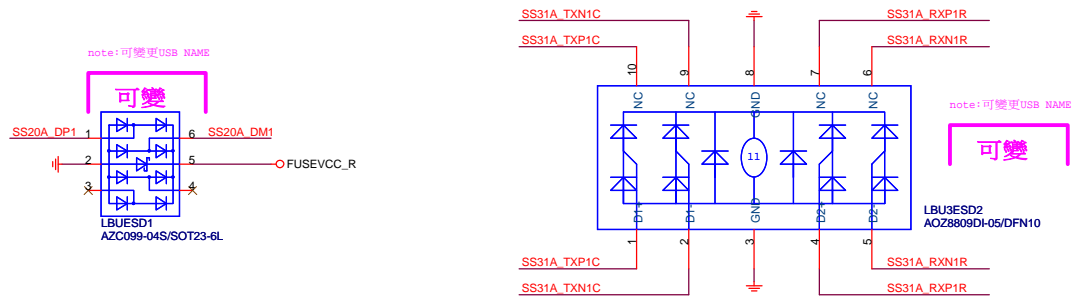 note:可變更USB NAME
可變
SS20A_DP1
1
6
SS20A_DM1
2
5
FUSEVCC_R
3
4
LBUESD1
AZC099-04S/SOT23-6L
SS31A_TXN1C
SS31A_RXP1R
SS31A_TXP1C
SS31A_RXN1R
10
9
8
7
6
NC
NC
GND
NC
NC
note:可變更USB NAME
可變
11
D1+
D1-
GND
D2+
D2-
LBU3ESD2
AOZ8809DI-05/DFN10
1
2
3
4
5
SS31A_TXP1C
SS31A_RXN1R
SS31A_TXN1C
SS31A_RXP1R